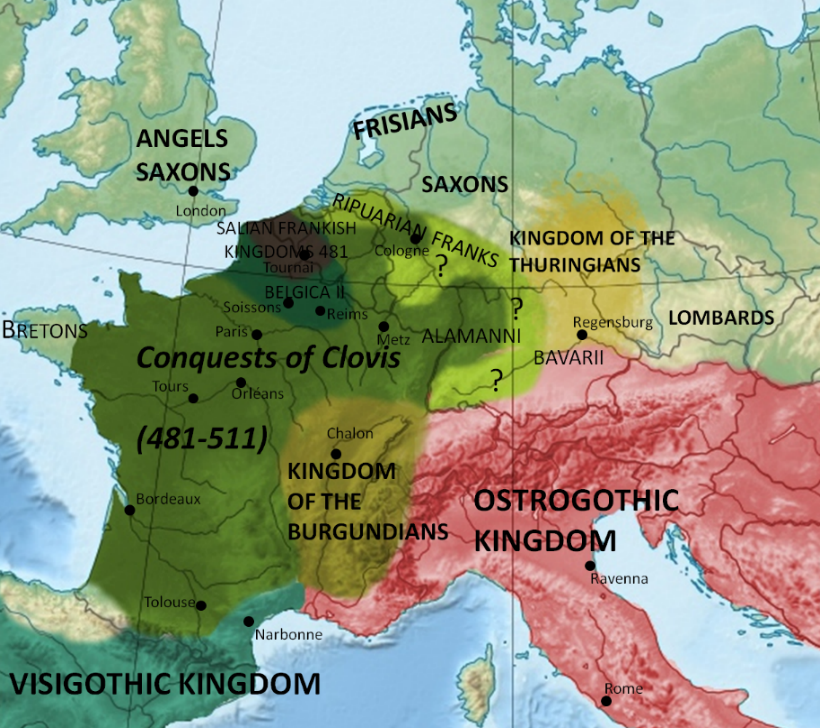 FRISIANS
ANGELS
SAXONS
London
SAXONS
RIPUARIAN FRANKS
SALIAN FRANKISH
KINGDOMS 481
Tournai
Cologne
?
KINGDOM OF THE
THURINGIANS
BELGICA II
Soissons
Reims
?
BRETONS
Paris
Metz
ALAMANNI
Regensburg
LOMBARDS
BAVARII
Conquests of Clovis
Tours
Orléans
?
(481-511)
Chalon
KINGDOM
OF THE
BURGUNDIANS
Bordeaux
OSTROGOTHIC
KINGDOM
Ravenna
Tolouse
Narbonne
VISIGOTHIC KINGDOM
Rome